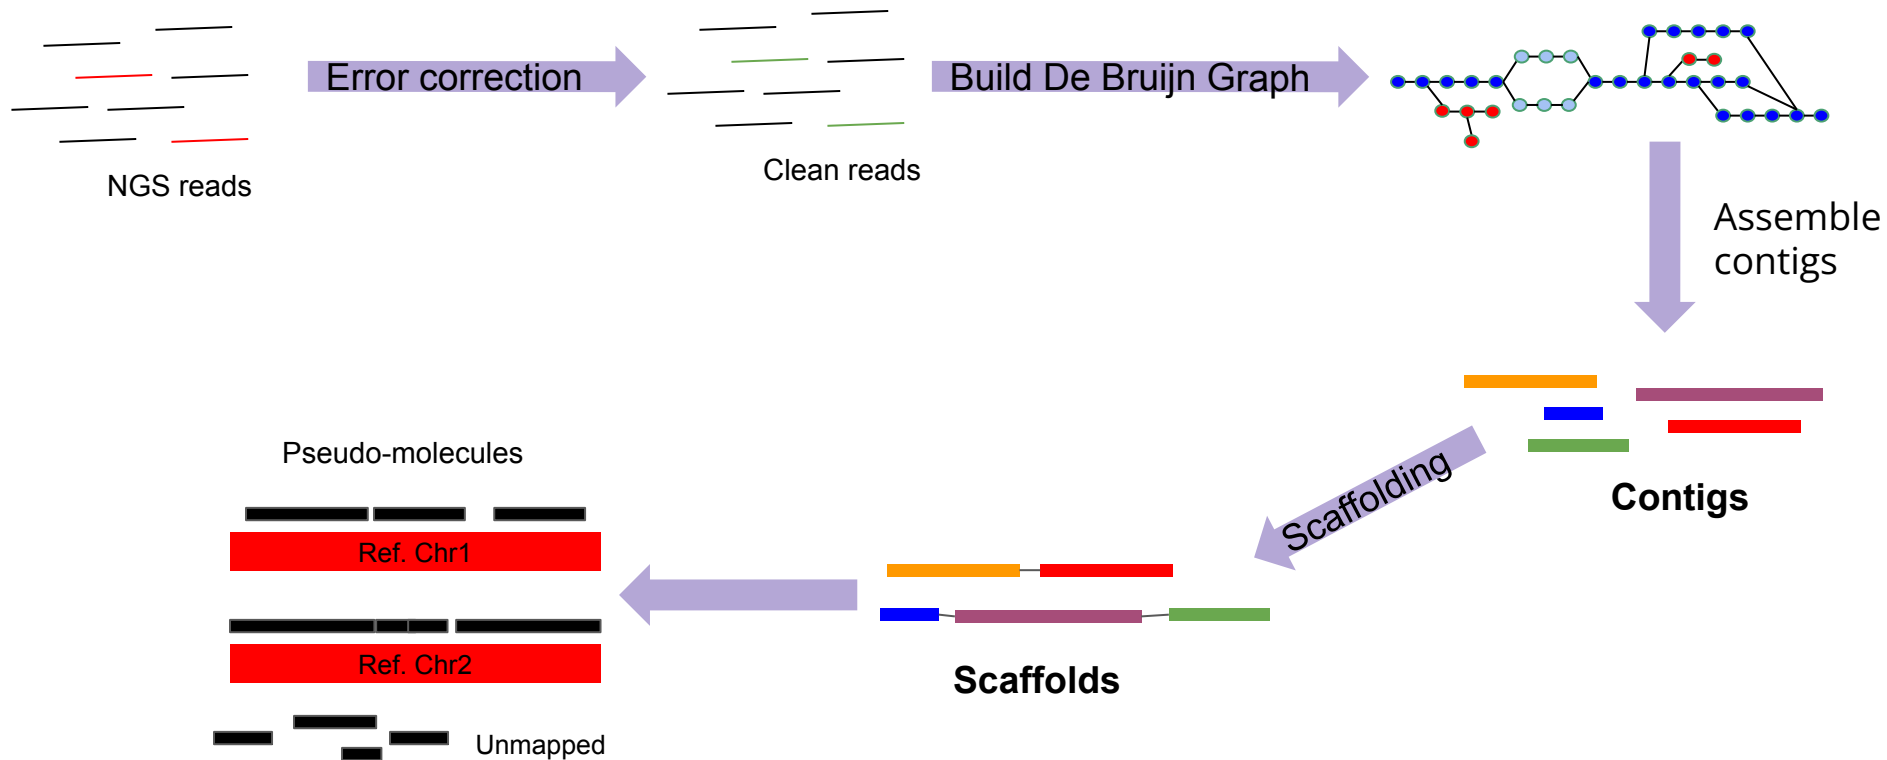 NGS reads
Error correction
Clean reads
Build De Bruijn Graph
Assemble
contigs
Contigs
Scaffolding
Scaffolds
Pseudo-molecules
Ref. Chr1
Ref. Chr2
Unmapped